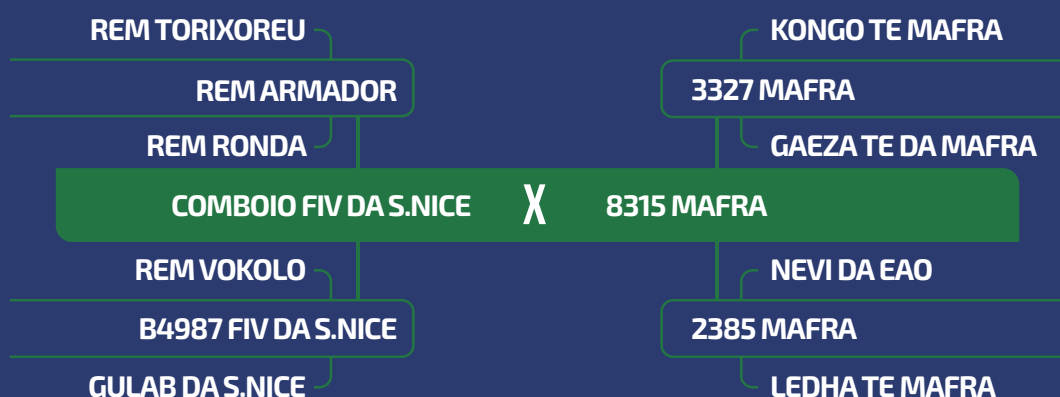 REM TORIXOREU
KONGO TE MAFRA
REM ARMADOR
3327 MAFRA
REM RONDA
GAEZA TE DA MAFRA
COMBOIO FIV DA S.NICE X 8315 MAFRA
REM VOKOLO
NEVI DA EAO
B4987 FIV DA S.NICE
2385 MAFRA
GULAB DA S.NICE
LEDHA TE MAFRA